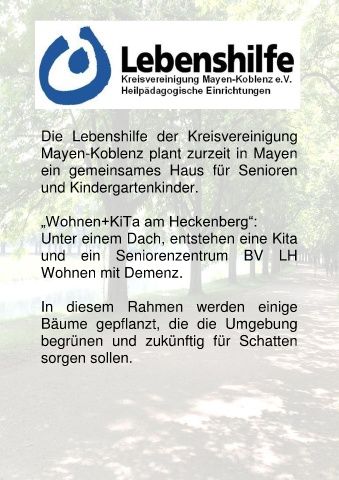 Lebenshilfe
Kreisvereinigung Mayen-Koblenz e.V.
Heilpädagogische Einrichtungen
Die Lebenshilfe der Kreisvereinigung
Mayen-Koblenz plant zurzeit in Mayen
ein gemeinsames Haus für Senioren
und Kindergartenkinder.
„Wohnen+KiTa am Heckenberg“:
Unter einem Dach, entstehen eine Kita
und ein Seniorenzentrum BV LH
Wohnen mit Demenz.
In diesem Rahmen werden einige
Bäume gepflanzt, die die Umgebung
begrünen und zukünftig für Schatten
sorgen sollen.